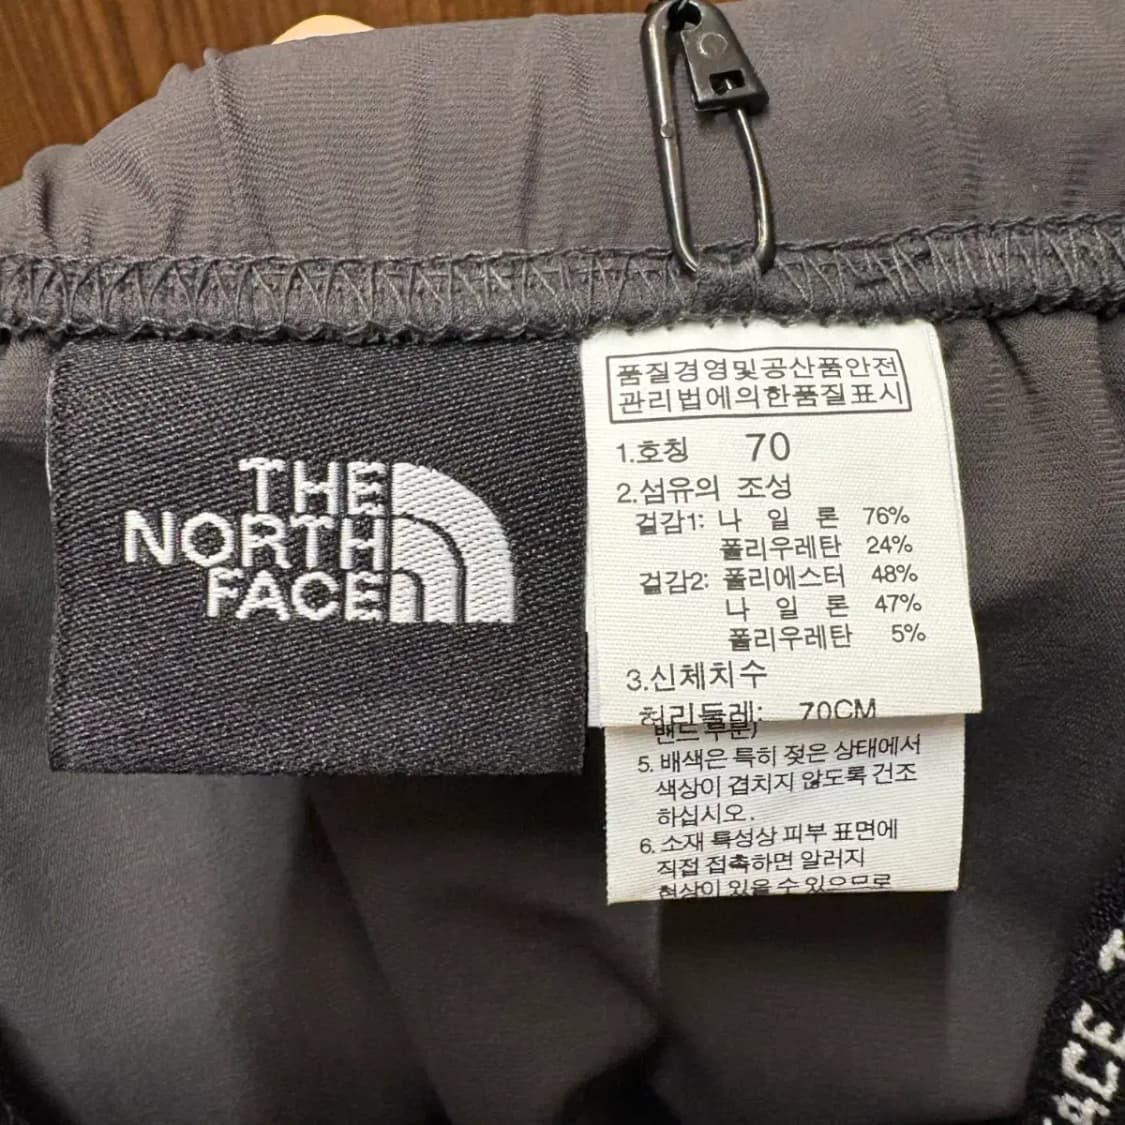 THE
NORTH
FACE
품질경영및공산품안전
관리법에의한품질표시
1.호칭 70
2.섬유의 조성
겉감1: 나 일 론 76%
폴리우레탄 24%
겉감2: 폴리에스터 48%
나 일 론 47%
폴리우레탄 5%
3.신체치수
허리둘레: 70CM
밴드 부분)
5. 배색은 특히 젖은 상태에서
색상이 겹치지 않도록 건조
하십시오.
6. 소재 특성상 피부 표면에
직접 접촉하면 알러지
현상이 있을 수 있으므로